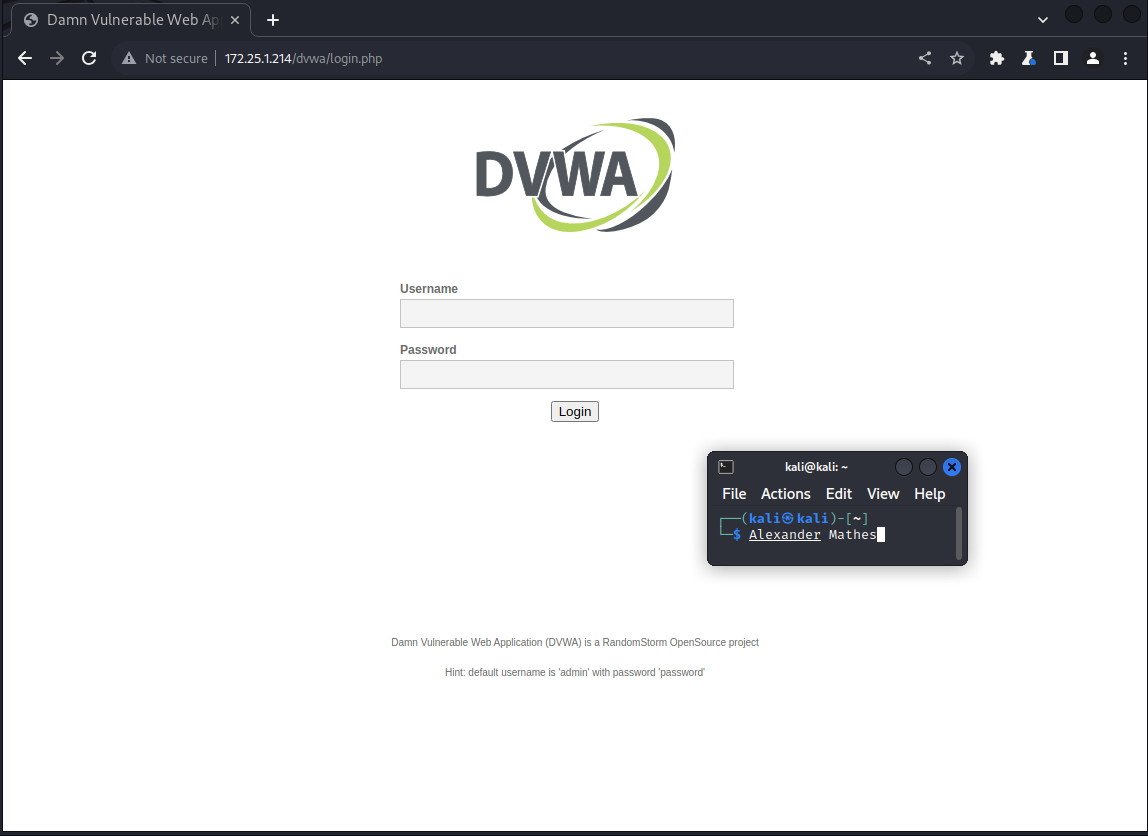 Damn Vulnerable Web Ap
Not secure 172.25.1.214/dvwa/login.php
DVWA
Username
Password
Login
kali@kali: ~
File Actions Edit View Help
┌──(kali㉿kali)-[~]
└─$ Alexander Mathes
Damn Vulnerable Web Application (DVWA) is a RandomStorm OpenSource project
Hint: default username is 'admin' with password 'password'